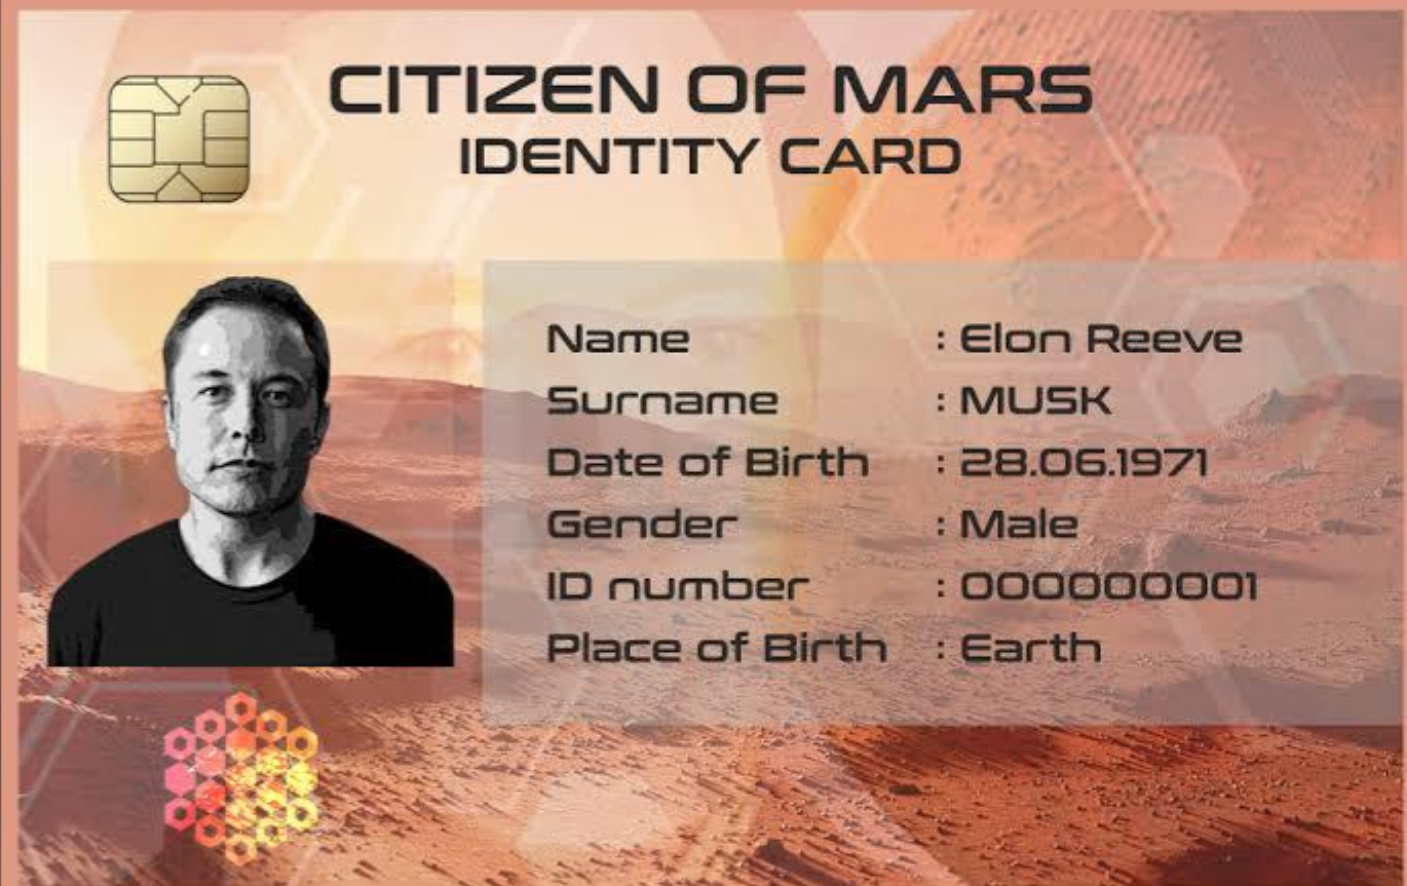 CITIZEN OF MARS
IDENTITY CARD
Name : Elon Reeve
Surname : MUSK
Date of Birth : 28.06.1971
Gender : Male
ID number : 000000001
Place of Birth : Earth